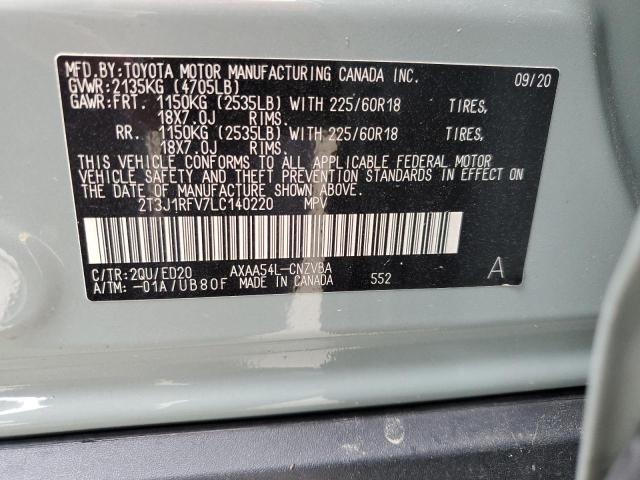 MFD.BY:TOYOTA MOTOR MANUFACTURING CANADA INC. 09/20
GVWR:2135KG (4705LB)
GAWR:FRT. 1150KG (2535LB) WITH 225/60R18 TIRES,
18X7.0J RIMS.
RR. 1150KG (2535LB) WITH 225/60R18 TIRES,
18X7.0J RIMS.
THIS VEHICLE CONFORMS TO ALL APPLICABLE FEDERAL MOTOR
VEHICLE SAFETY AND THEFT PREVENTION STANDARDS IN EFFECT ON
THE DATE OF MANUFACTURE SHOWN ABOVE.
2T3J1RFV7LC140220 MPV
C/TR:2QU/ED20 AXAA54L-CNZVBA A
A/TM:-01A/UB80F MADE IN CANADA 552